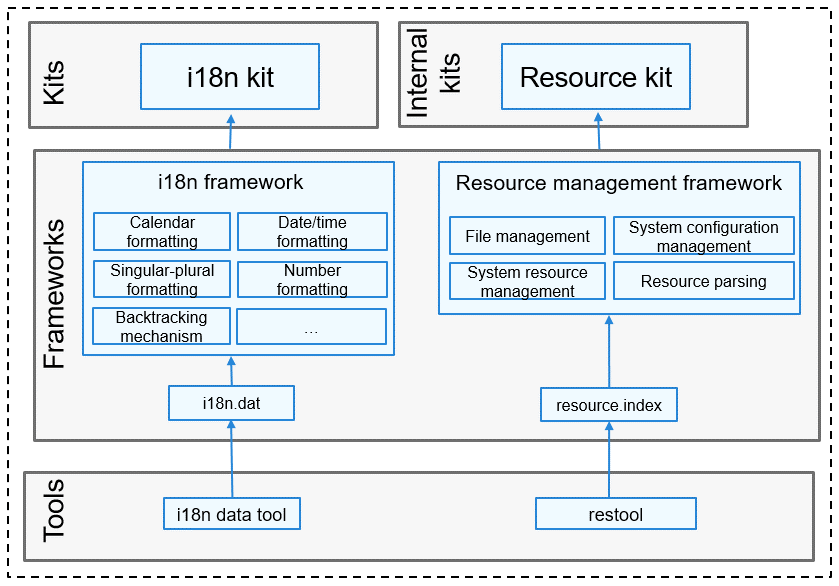 Kits
i18n kit
Internal
kits
Resource kit
Frameworks
i18n framework
Calendar
formatting
Date/time
formatting
Singular-plural
formatting
Number
formatting
Backtracking
mechanism
...
i18n.dat
Resource management framework
File management
System configuration
management
System resource
management
Resource parsing
resource.index
Tools
i18n data tool
restool